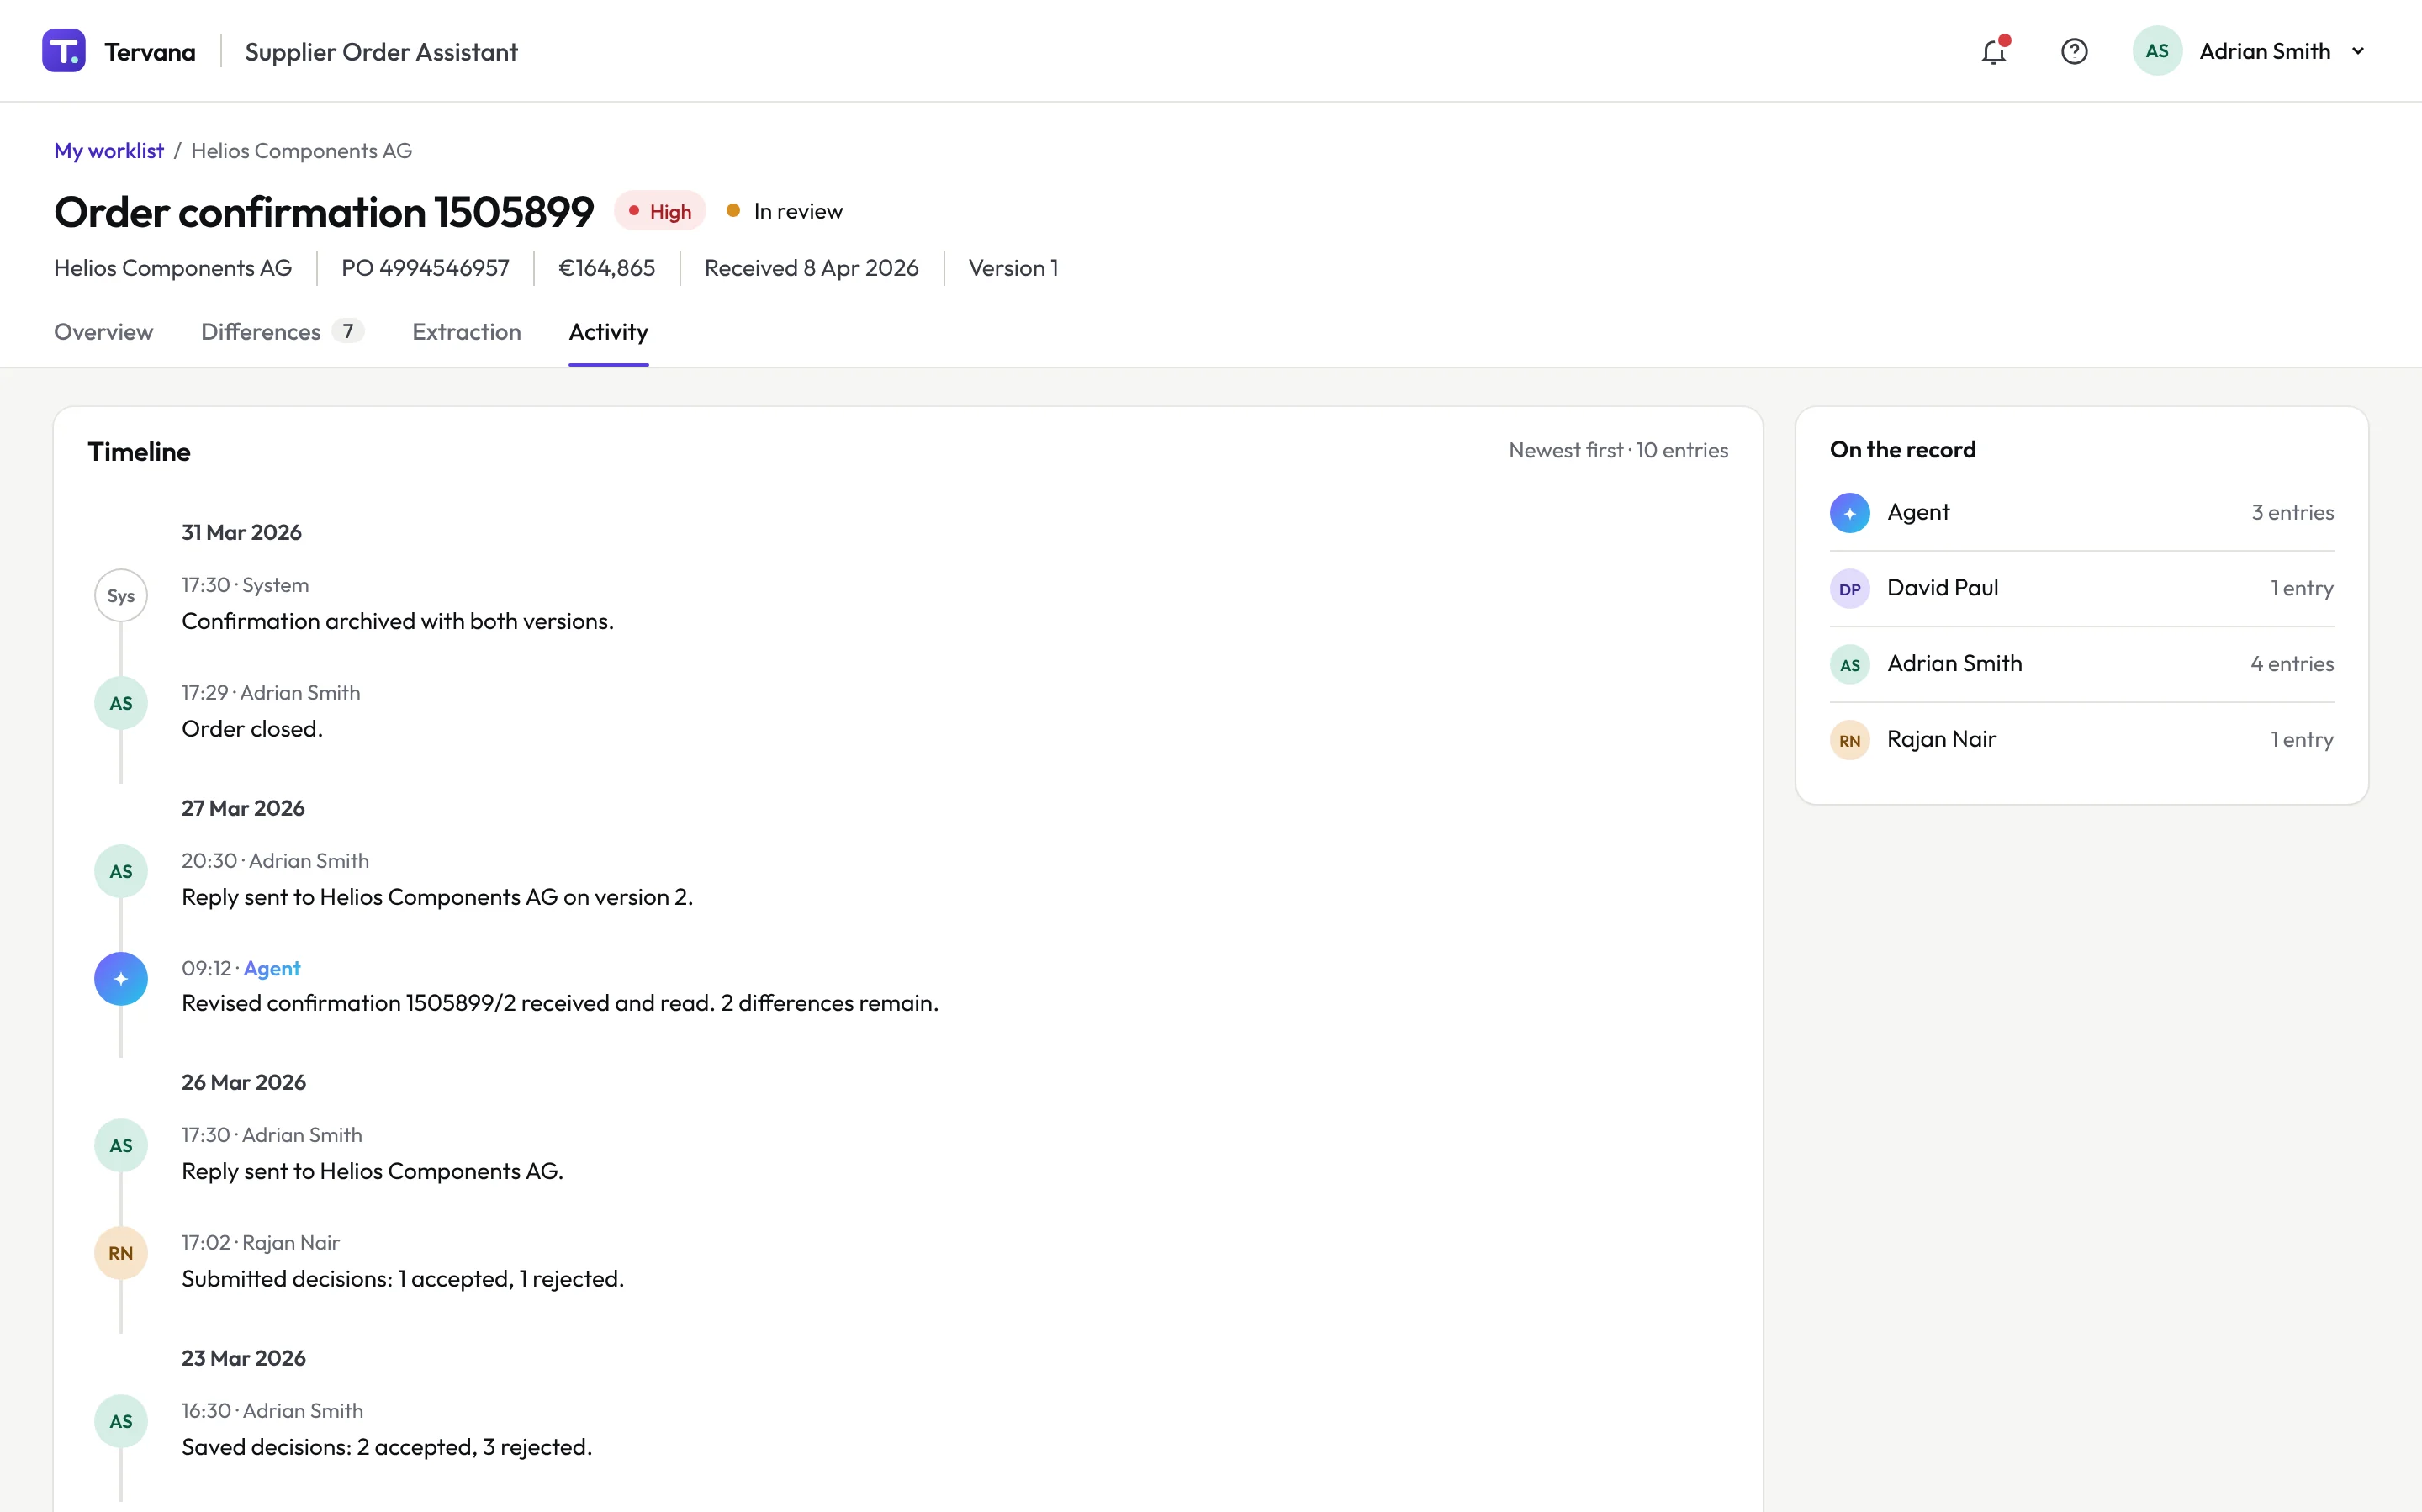 T. Tervana Supplier Order Assistant AS Adrian Smith
My worklist / Helios Components AG
Order confirmation 1505899 High In review
Helios Components AG PO 4994546957 €164,865 Received 8 Apr 2026 Version 1
Overview Differences 7 Extraction Activity
Timeline Newest first · 10 entries
31 Mar 2026
Sys 17:30 · System
Confirmation archived with both versions.
AS 17:29 · Adrian Smith
Order closed.
27 Mar 2026
AS 20:30 · Adrian Smith
Reply sent to Helios Components AG on version 2.
09:12 · Agent
Revised confirmation 1505899/2 received and read. 2 differences remain.
26 Mar 2026
AS 17:30 · Adrian Smith
Reply sent to Helios Components AG.
RN 17:02 · Rajan Nair
Submitted decisions: 1 accepted, 1 rejected.
23 Mar 2026
AS 16:30 · Adrian Smith
Saved decisions: 2 accepted, 3 rejected.
On the record
Agent 3 entries
DP David Paul 1 entry
AS Adrian Smith 4 entries
RN Rajan Nair 1 entry